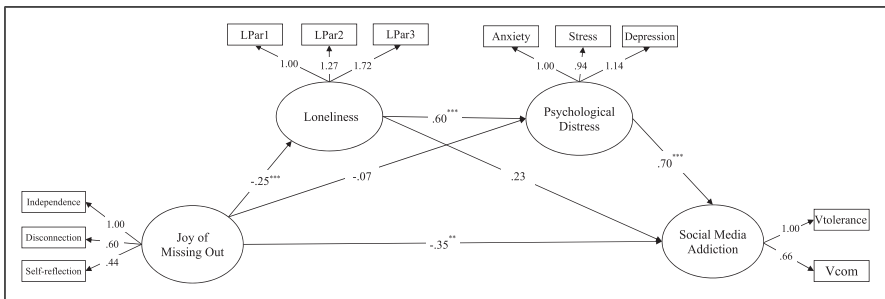 LPar1
LPar2
LPar3
1.00
1.27
1.72
Loneliness
Anxiety
Stress
Depression
1.00
.94
1.14
Psychological
Distress
.60***
-.25***
-.07
.23
.70***
Independence
Disconnection
Self-reflection
1.00
.60
.44
Joy of
Missing Out
-.35**
Social Media
Addiction
1.00
.66
Vtolerance
Vcom